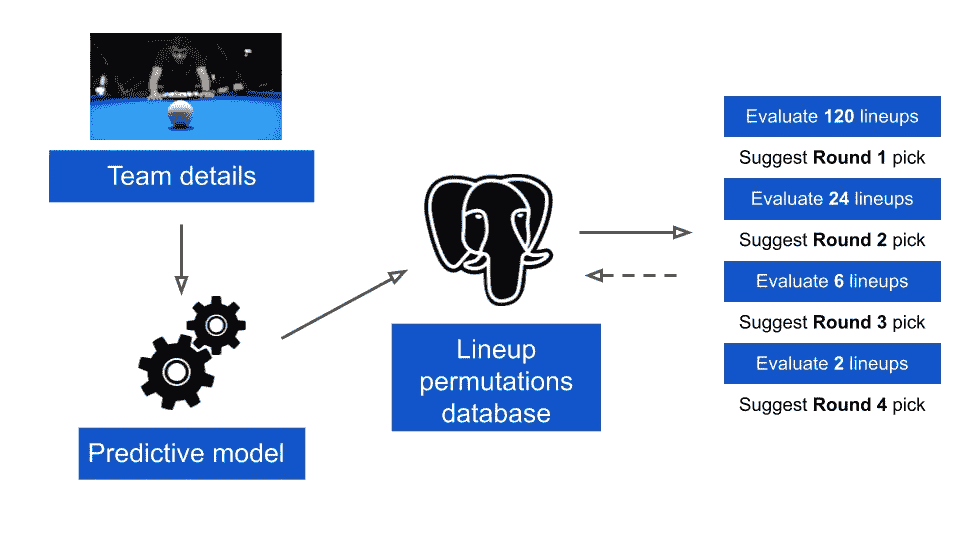 Team details
Predictive model
Lineup
permutations
database
Evaluate 120 lineups
Suggest Round 1 pick
Evaluate 24 lineups
Suggest Round 2 pick
Evaluate 6 lineups
Suggest Round 3 pick
Evaluate 2 lineups
Suggest Round 4 pick